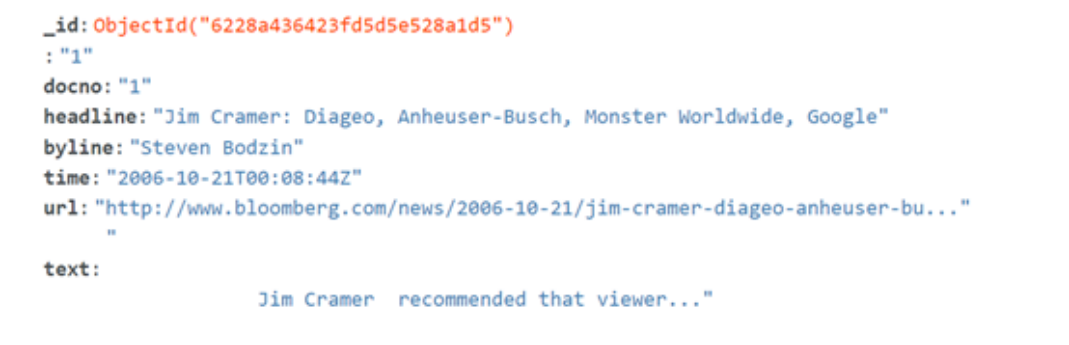 _id: ObjectId("6228a436423fd5d5e528a1d5")
: "1"
docno: "1"
headline: "Jim Cramer: Diageo, Anheuser-Busch, Monster Worldwide, Google"
byline: "Steven Bodzin"
time: "2006-10-21T00:08:44Z"
url: "http://www.bloomberg.com/news/2006-10-21/jim-cramer-diageo-anheuser-bu..."
"
text:
Jim Cramer  recommended that viewer..."